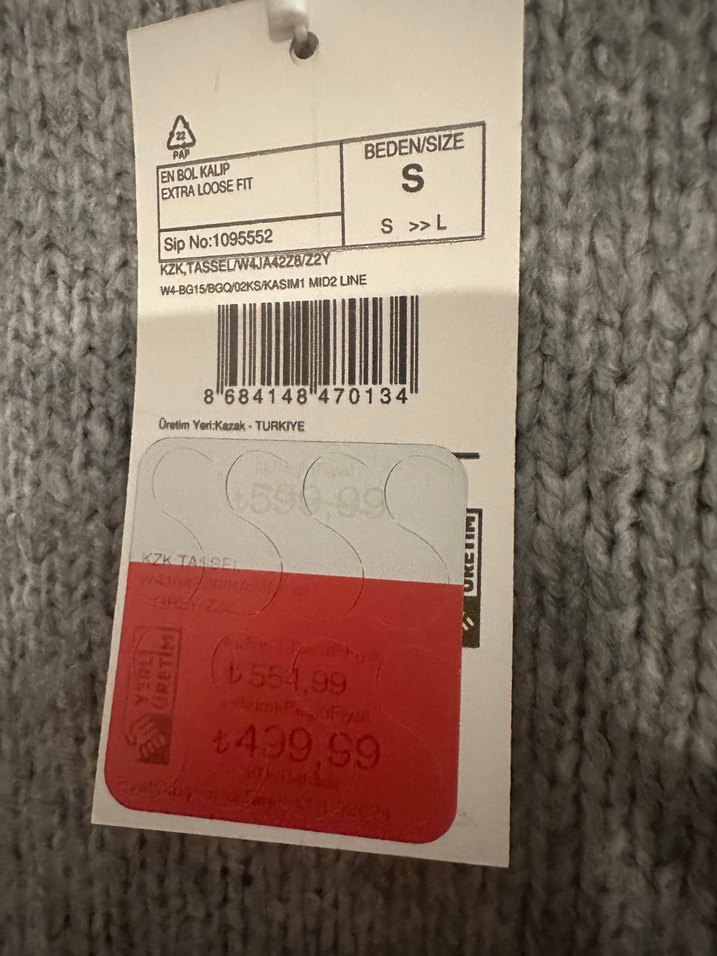 22
PAP
EN BOL KALIP
EXTRA LOOSE FIT
BEDEN/SIZE
S
S >> L
Sip No:1095552
KZK,TASSEL/W4JA42Z8/Z2Y
W4-BG15/BGQ/02KS/KASIM1 MID2 LINE
8 684148 470134
Üretim Yeri:Kazak - TURKIYE
₺599,99
KZK,TASSEL
YERLİ
ÜRETİM
₺554,99
₺499,99
ÜRETİM